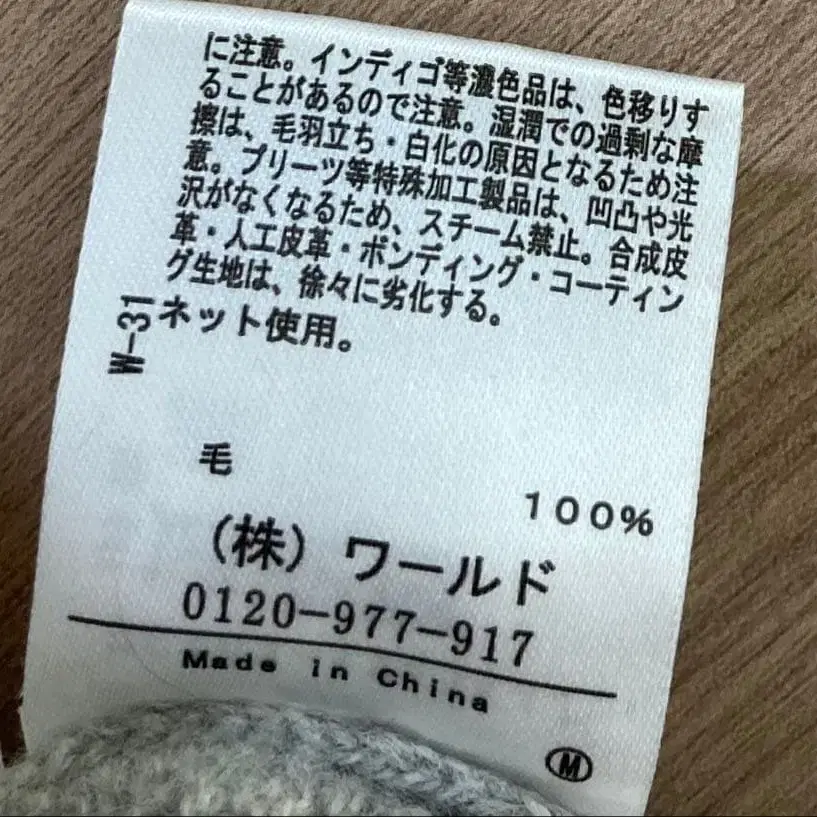 に注意。インディゴ等濃色品は、色移りす
ることがあるので注意。湿潤での過剰な摩
擦は、毛羽立ち・白化の原因となるため注
意。プリーツ等特殊加工製品は、凹凸や光
沢がなくなるため、スチーム禁止。合成皮
革・人工皮革・ボンディング・コーティン
グ生地は、徐々に劣化する。
ネット使用。
W-31
毛 100%
(株) ワールド
0120-977-917
Made in China
M